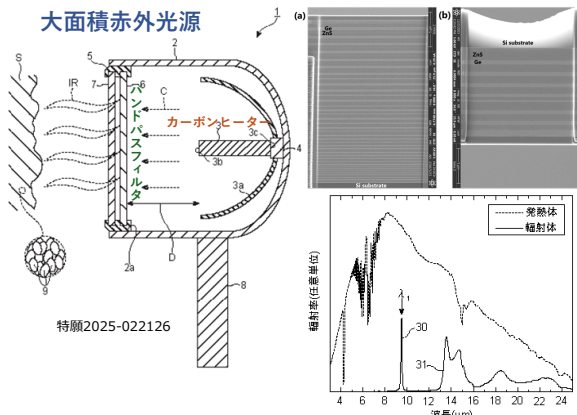 大面積赤外光源
1
2
S
5
7
6
IR
C
バンドパスフィルタ
カーボンヒーター
3
3c
4
3b
3a
O
2a
D
8
9
特願2025-022126
(a)
Ge
ZnS
Si substrate
(b)
Si substrate
ZnS
Ge
発熱体
輻射体
輻射率(任意単位)
λ1
30
31
4 6 8 10 12 14 16 18 20 22 24
波長(μm)